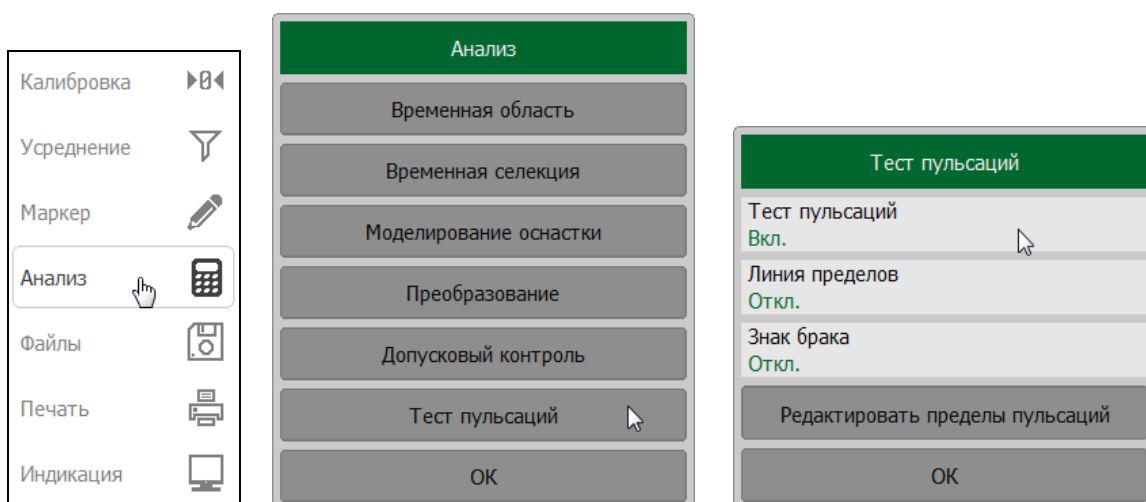 Калибровка
Усреднение
Маркер
Анализ
Файлы
Печать
Индикация
Анализ
Временная область
Временная селекция
Моделирование оснастки
Преобразование
Допусковый контроль
Тест пульсаций
ОК
Тест пульсаций
Тест пульсаций
Вкл.
Линия пределов
Откл.
Знак брака
Откл.
Редактировать пределы пульсаций
ОК